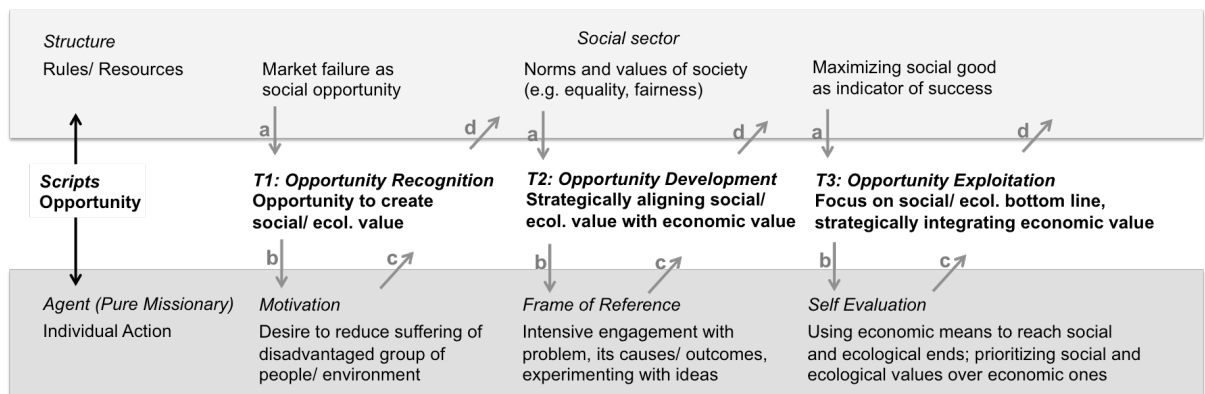 Structure
Social sector
Rules/ Resources
Market failure as
social opportunity
Norms and values of society
(e.g. equality, fairness)
Maximizing social good
as indicator of success
a
d
a
d
a
d
Scripts
Opportunity
T1: Opportunity Recognition
Opportunity to create
social/ ecol. value
T2: Opportunity Development
Strategically aligning social/
ecol. value with economic value
T3: Opportunity Exploitation
Focus on social/ ecol. bottom line,
strategically integrating economic value
b
c
b
c
b
c
Agent (Pure Missionary)
Individual Action
Motivation
Desire to reduce suffering of
disadvantaged group of
people/ environment
Frame of Reference
Intensive engagement with
problem, its causes/ outcomes,
experimenting with ideas
Self Evaluation
Using economic means to reach social
and ecological ends; prioritizing social and
ecological values over economic ones